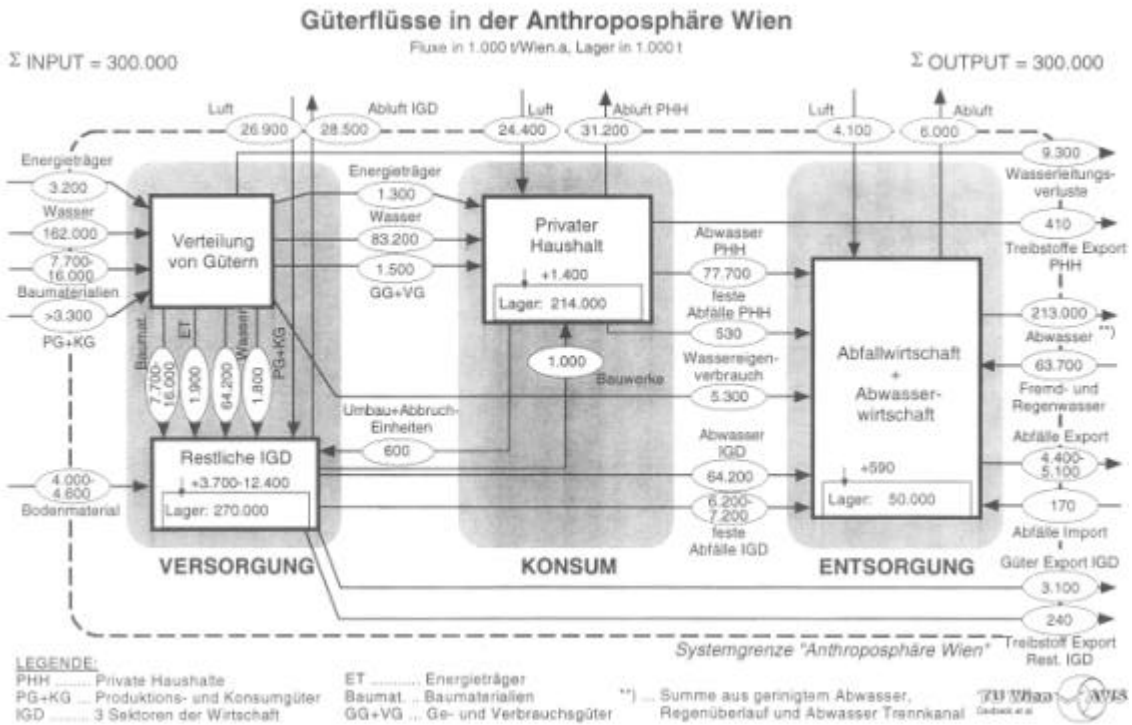 Güterflüsse in der Anthroposphäre Wien
Fluxe in 1.000 t/Wien.a, Lager in 1.000 t
Σ INPUT = 300.000
Σ OUTPUT = 300.000
Luft
26.900
Abluft IGD
28.500
Luft
24.400
Abluft PHH
31.200
Luft
4.100
Abluft
6.000
Energieträger
3.200
Wasser
162.000
7.700-
16.000
Baumaterialien
>3.300
PG+KG
Verteilung
von Gütern
Energieträger
1.300
Wasser
83.200
1.500
GG+VG
Privater
Haushalt
+1.400
Lager: 214.000
9.300
Wasserleitungs-
verluste
410
Treibstoffe Export
PHH
Abwasser
PHH
77.700
feste
Abfälle PHH
530
Wassereigen-
verbrauch
5.300
Abfallwirtschaft
+
Abwasser-
wirtschaft
+590
Lager: 50.000
213.000
Abwasser **)
63.700
Fremd- und
Regenwasser
Abfälle Export
4.400-
5.100
170
Abfälle Import
Baumat.
7.700-
16.000
ET
1.900
Wasser
64.200
PG+KG
1.800
1.000
Bauwerke
Umbau+Abbruch-
Einheiten
600
Restliche IGD
+3.700-12.400
Lager: 270.000
4.000-
4.600
Bodenmaterial
Abwasser
IGD
64.200
6.200-
7.200
feste
Abfälle IGD
VERSORGUNG
KONSUM
ENTSORGUNG
Güter Export IGD
3.100
240
Treibstoff Export
Rest. IGD
Systemgrenze "Anthroposphäre Wien"
LEGENDE:
PHH ........ Private Haushalte
PG+KG .. Produktions- und Konsumgüter
IGD ........ 3 Sektoren der Wirtschaft
ET ........... Energieträger
Baumat. .. Baumaterialien
GG+VG ... Ge- und Verbrauchsgüter
**) ... Summe aus gerinigtem Abwasser,
Regenüberlauf und Abwasser Trennkanal
TU Wien